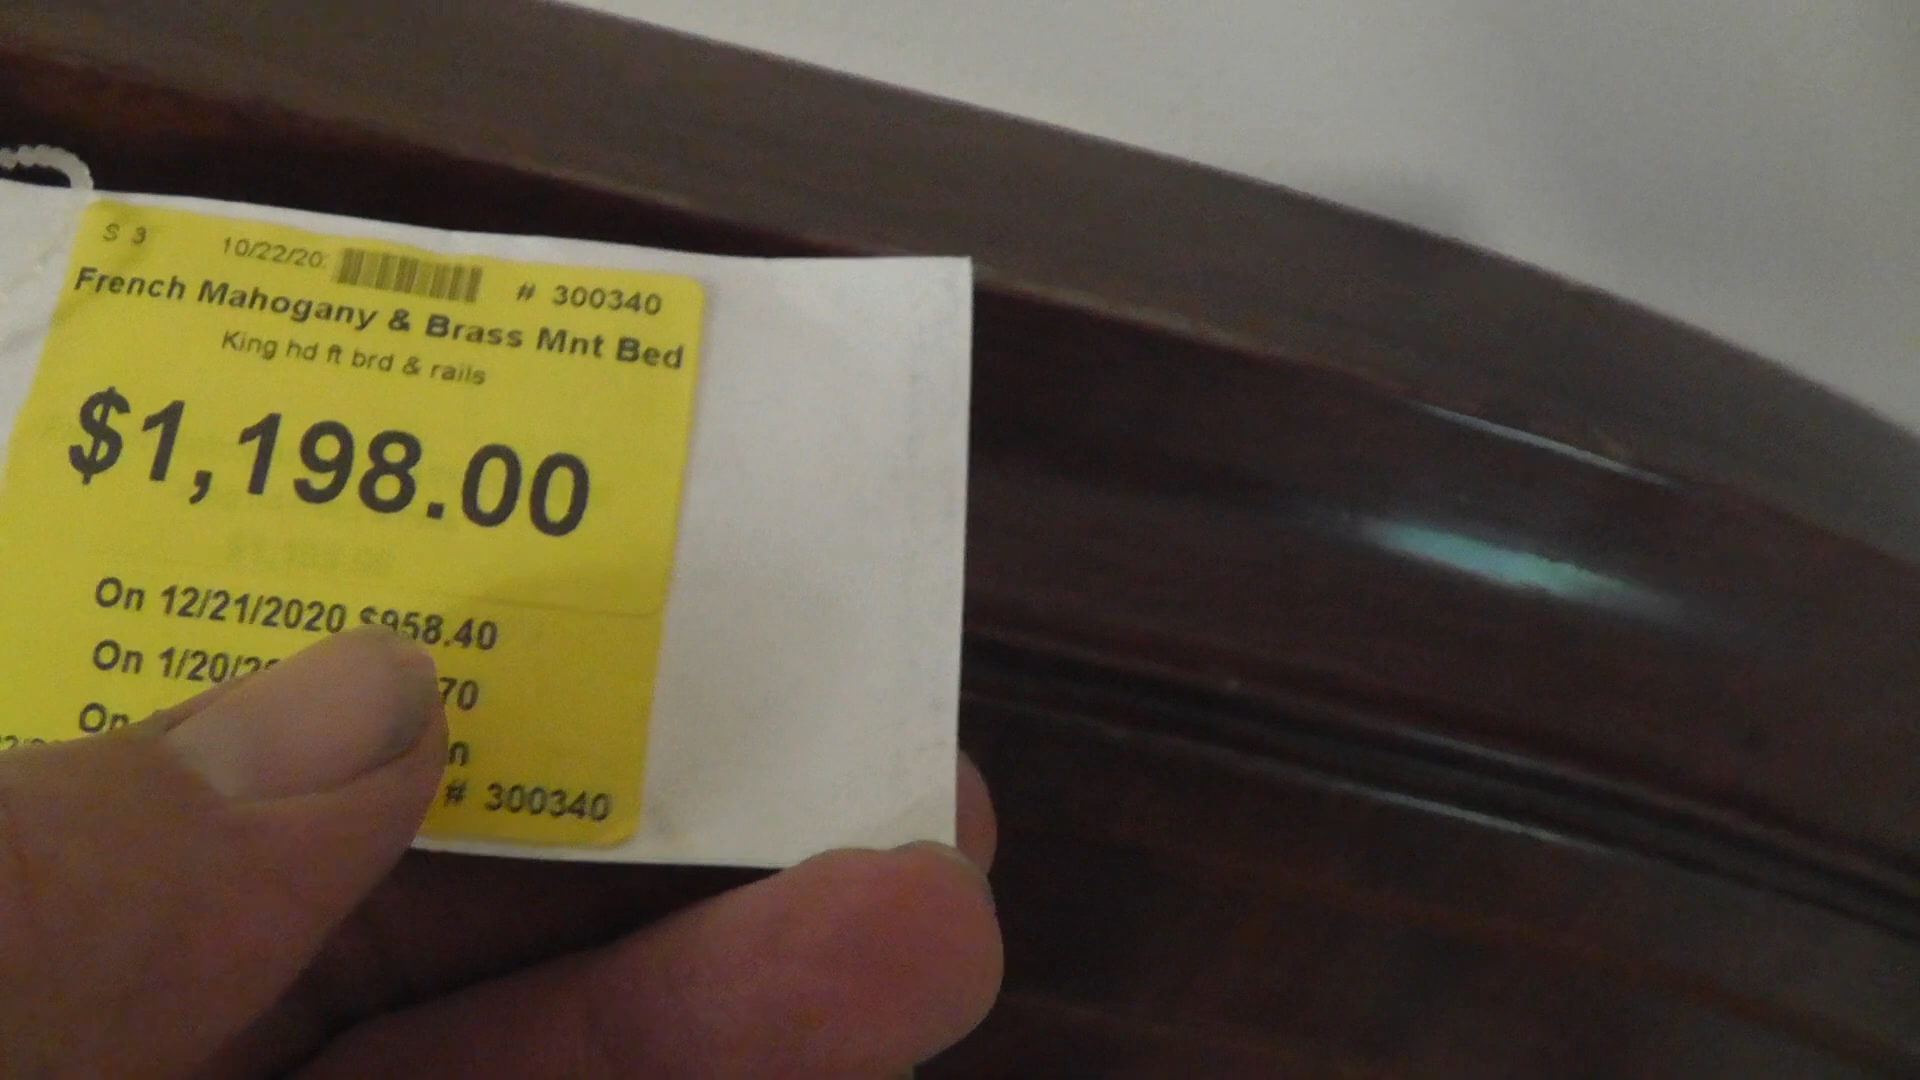 S 3 10/22/20 # 300340
French Mahogany & Brass Mnt Bed
King hd ft brd & rails
$1,198.00
On 12/21/2020 $958.40
On 1/20/ 70
On
# 300340